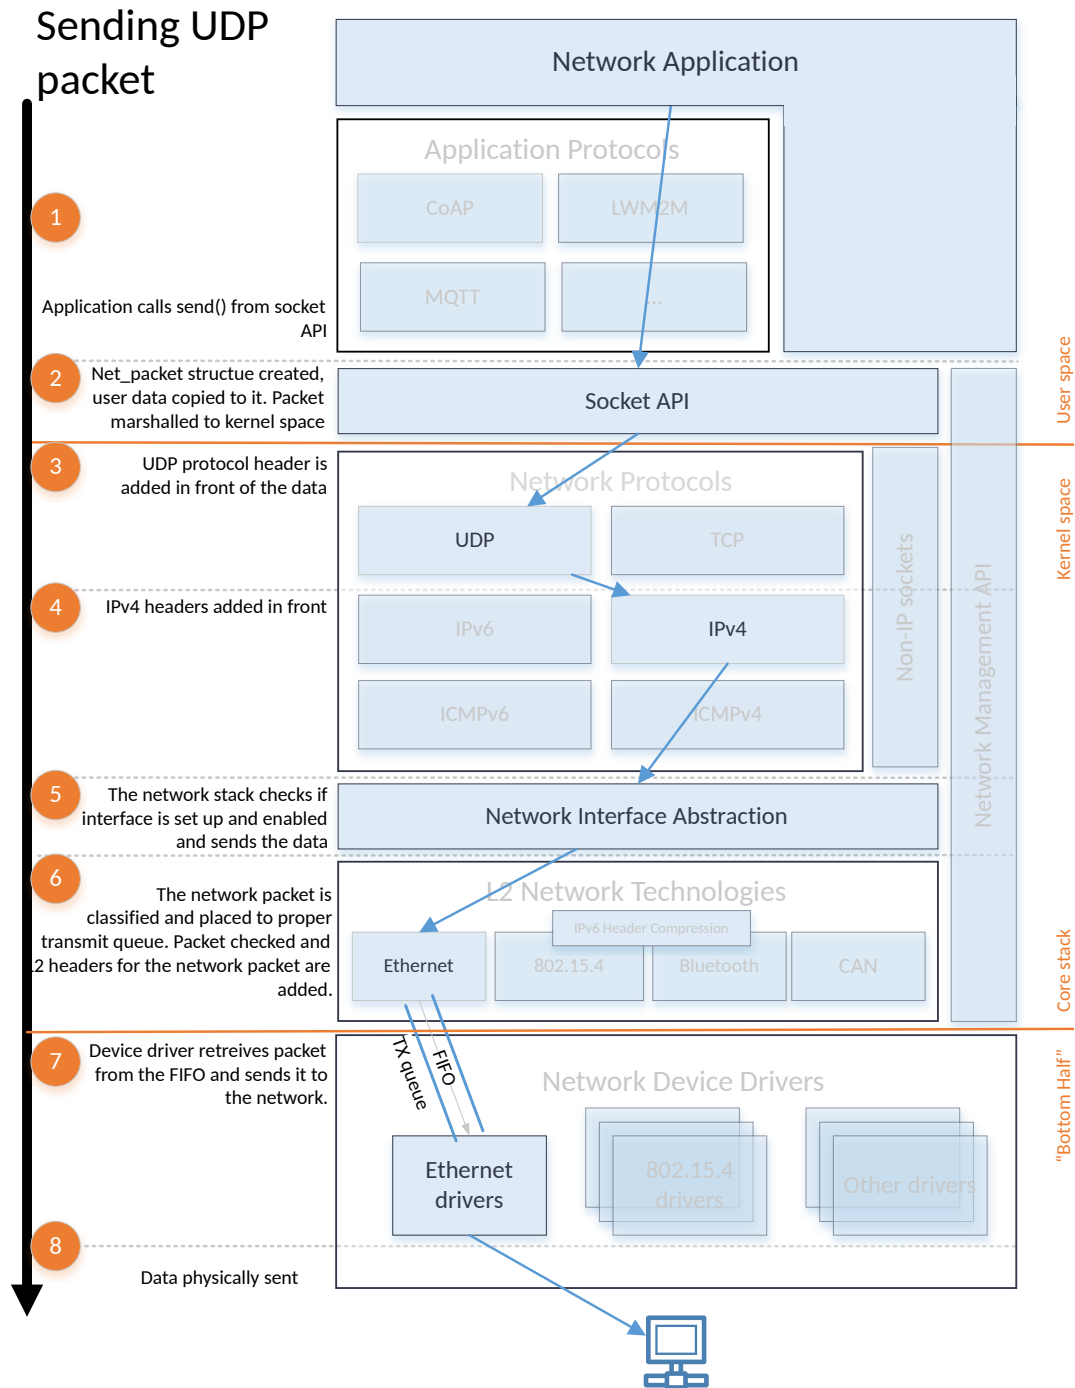 Sending UDP
packet
Network Application
Application Protocols
CoAP
LWM2M
MQTT
...
1
Application calls send() from socket
API
2
Net_packet structue created,
user data copied to it. Packet
marshalled to kernel space
Socket API
User space
3
UDP protocol header is
added in front of the data
Network Protocols
UDP
TCP
Kernel space
4
IPv4 headers added in front
IPv6
IPv4
ICMPv6
ICMPv4
Non-IP sockets
Network Management API
5
The network stack checks if
interface is set up and enabled
and sends the data
Network Interface Abstraction
6
The network packet is
classified and placed to proper
transmit queue. Packet checked and
L2 headers for the network packet are
added.
L2 Network Technologies
IPv6 Header Compression
Ethernet
802.15.4
Bluetooth
CAN
Core stack
7
Device driver retreives packet
from the FIFO and sends it to
the network.
TX queue
FIFO
Network Device Drivers
Ethernet
drivers
802.15.4
drivers
Other drivers
“Bottom Half”
8
Data physically sent